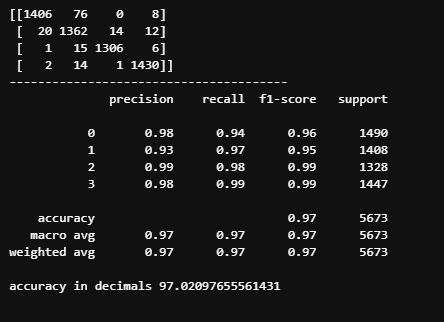 [[1406 76 0 8]
[ 20 1362 14 12]
[ 1 15 1306 6]
[ 2 14 1 1430]]
----------------------------------------
precision recall f1-score support
0 0.98 0.94 0.96 1490
1 0.93 0.97 0.95 1408
2 0.99 0.98 0.99 1328
3 0.98 0.99 0.99 1447
accuracy 0.97 5673
macro avg 0.97 0.97 0.97 5673
weighted avg 0.97 0.97 0.97 5673
accuracy in decimals 97.02097655561431